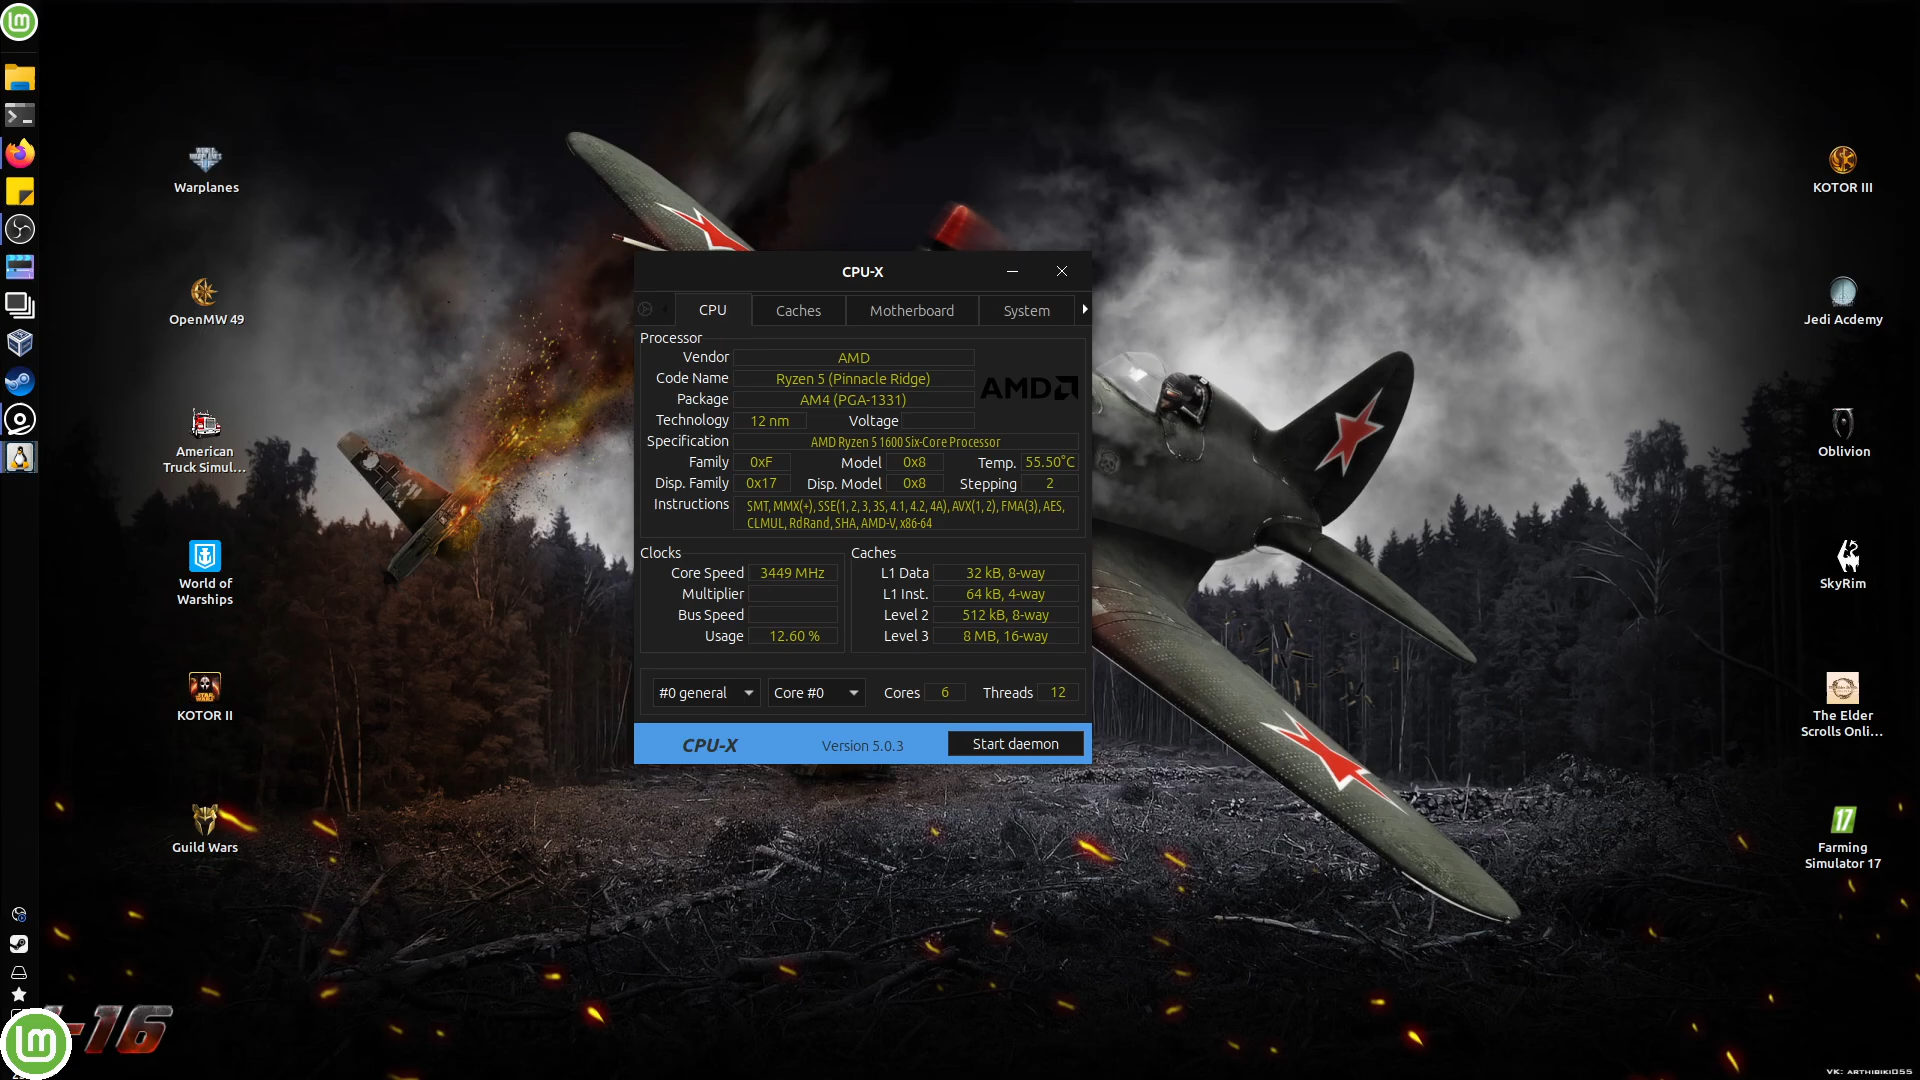 Warplanes
OpenMW 49
American
Truck Simul...
World of
Warships
KOTOR II
Guild Wars
CPU-X
CPU
Caches
Motherboard
System
Processor
Vendor AMD
Code Name Ryzen 5 (Pinnacle Ridge)
Package AM4 (PGA-1331)
AMD
Technology 12 nm Voltage
Specification AMD Ryzen 5 1600 Six-Core Processor
Family 0xF Model 0x8 Temp. 55.50°C
Disp. Family 0x17 Disp. Model 0x8 Stepping 2
Instructions SMT, MMX(+), SSE(1, 2, 3, 3S, 4.1, 4.2, 4A), AVX(1, 2), FMA(3), AES,
CLMUL, RdRand, SHA, AMD-V, x86-64
Clocks
Core Speed 3449 MHz
Multiplier
Bus Speed
Usage 12.60 %
Caches
L1 Data 32 kB, 8-way
L1 Inst. 64 kB, 4-way
Level 2 512 kB, 8-way
Level 3 8 MB, 16-way
#0 general Core #0 Cores 6 Threads 12
CPU-X Version 5.0.3 Start daemon
KOTOR III
Jedi Acdemy
Oblivion
SkyRim
The Elder
Scrolls Onli...
17
Farming
Simulator 17
-16
VK: ARTHIBIKI055